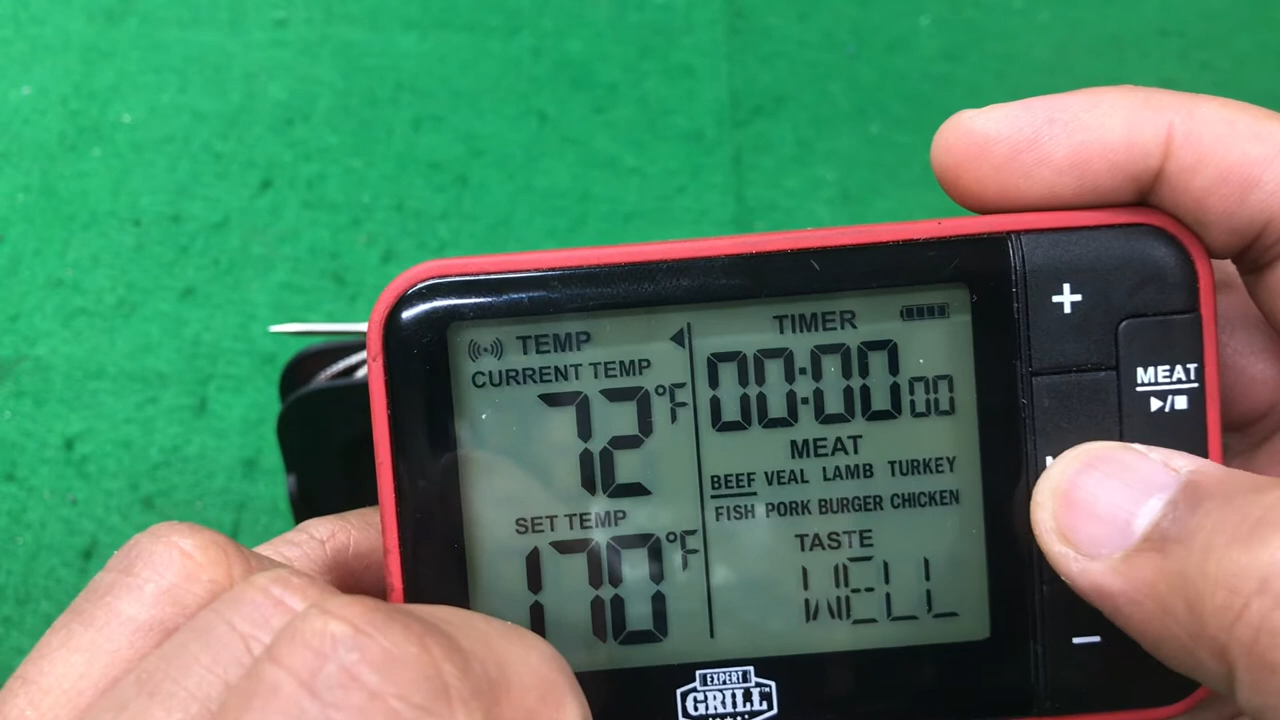 TEMP
CURRENT TEMP
72°F
SET TEMP
170°F
TIMER
00:00 00
MEAT
BEEF VEAL LAMB TURKEY
FISH PORK BURGER CHICKEN
TASTE
WELL
+
MEAT
−
EXPERT
GRILL™